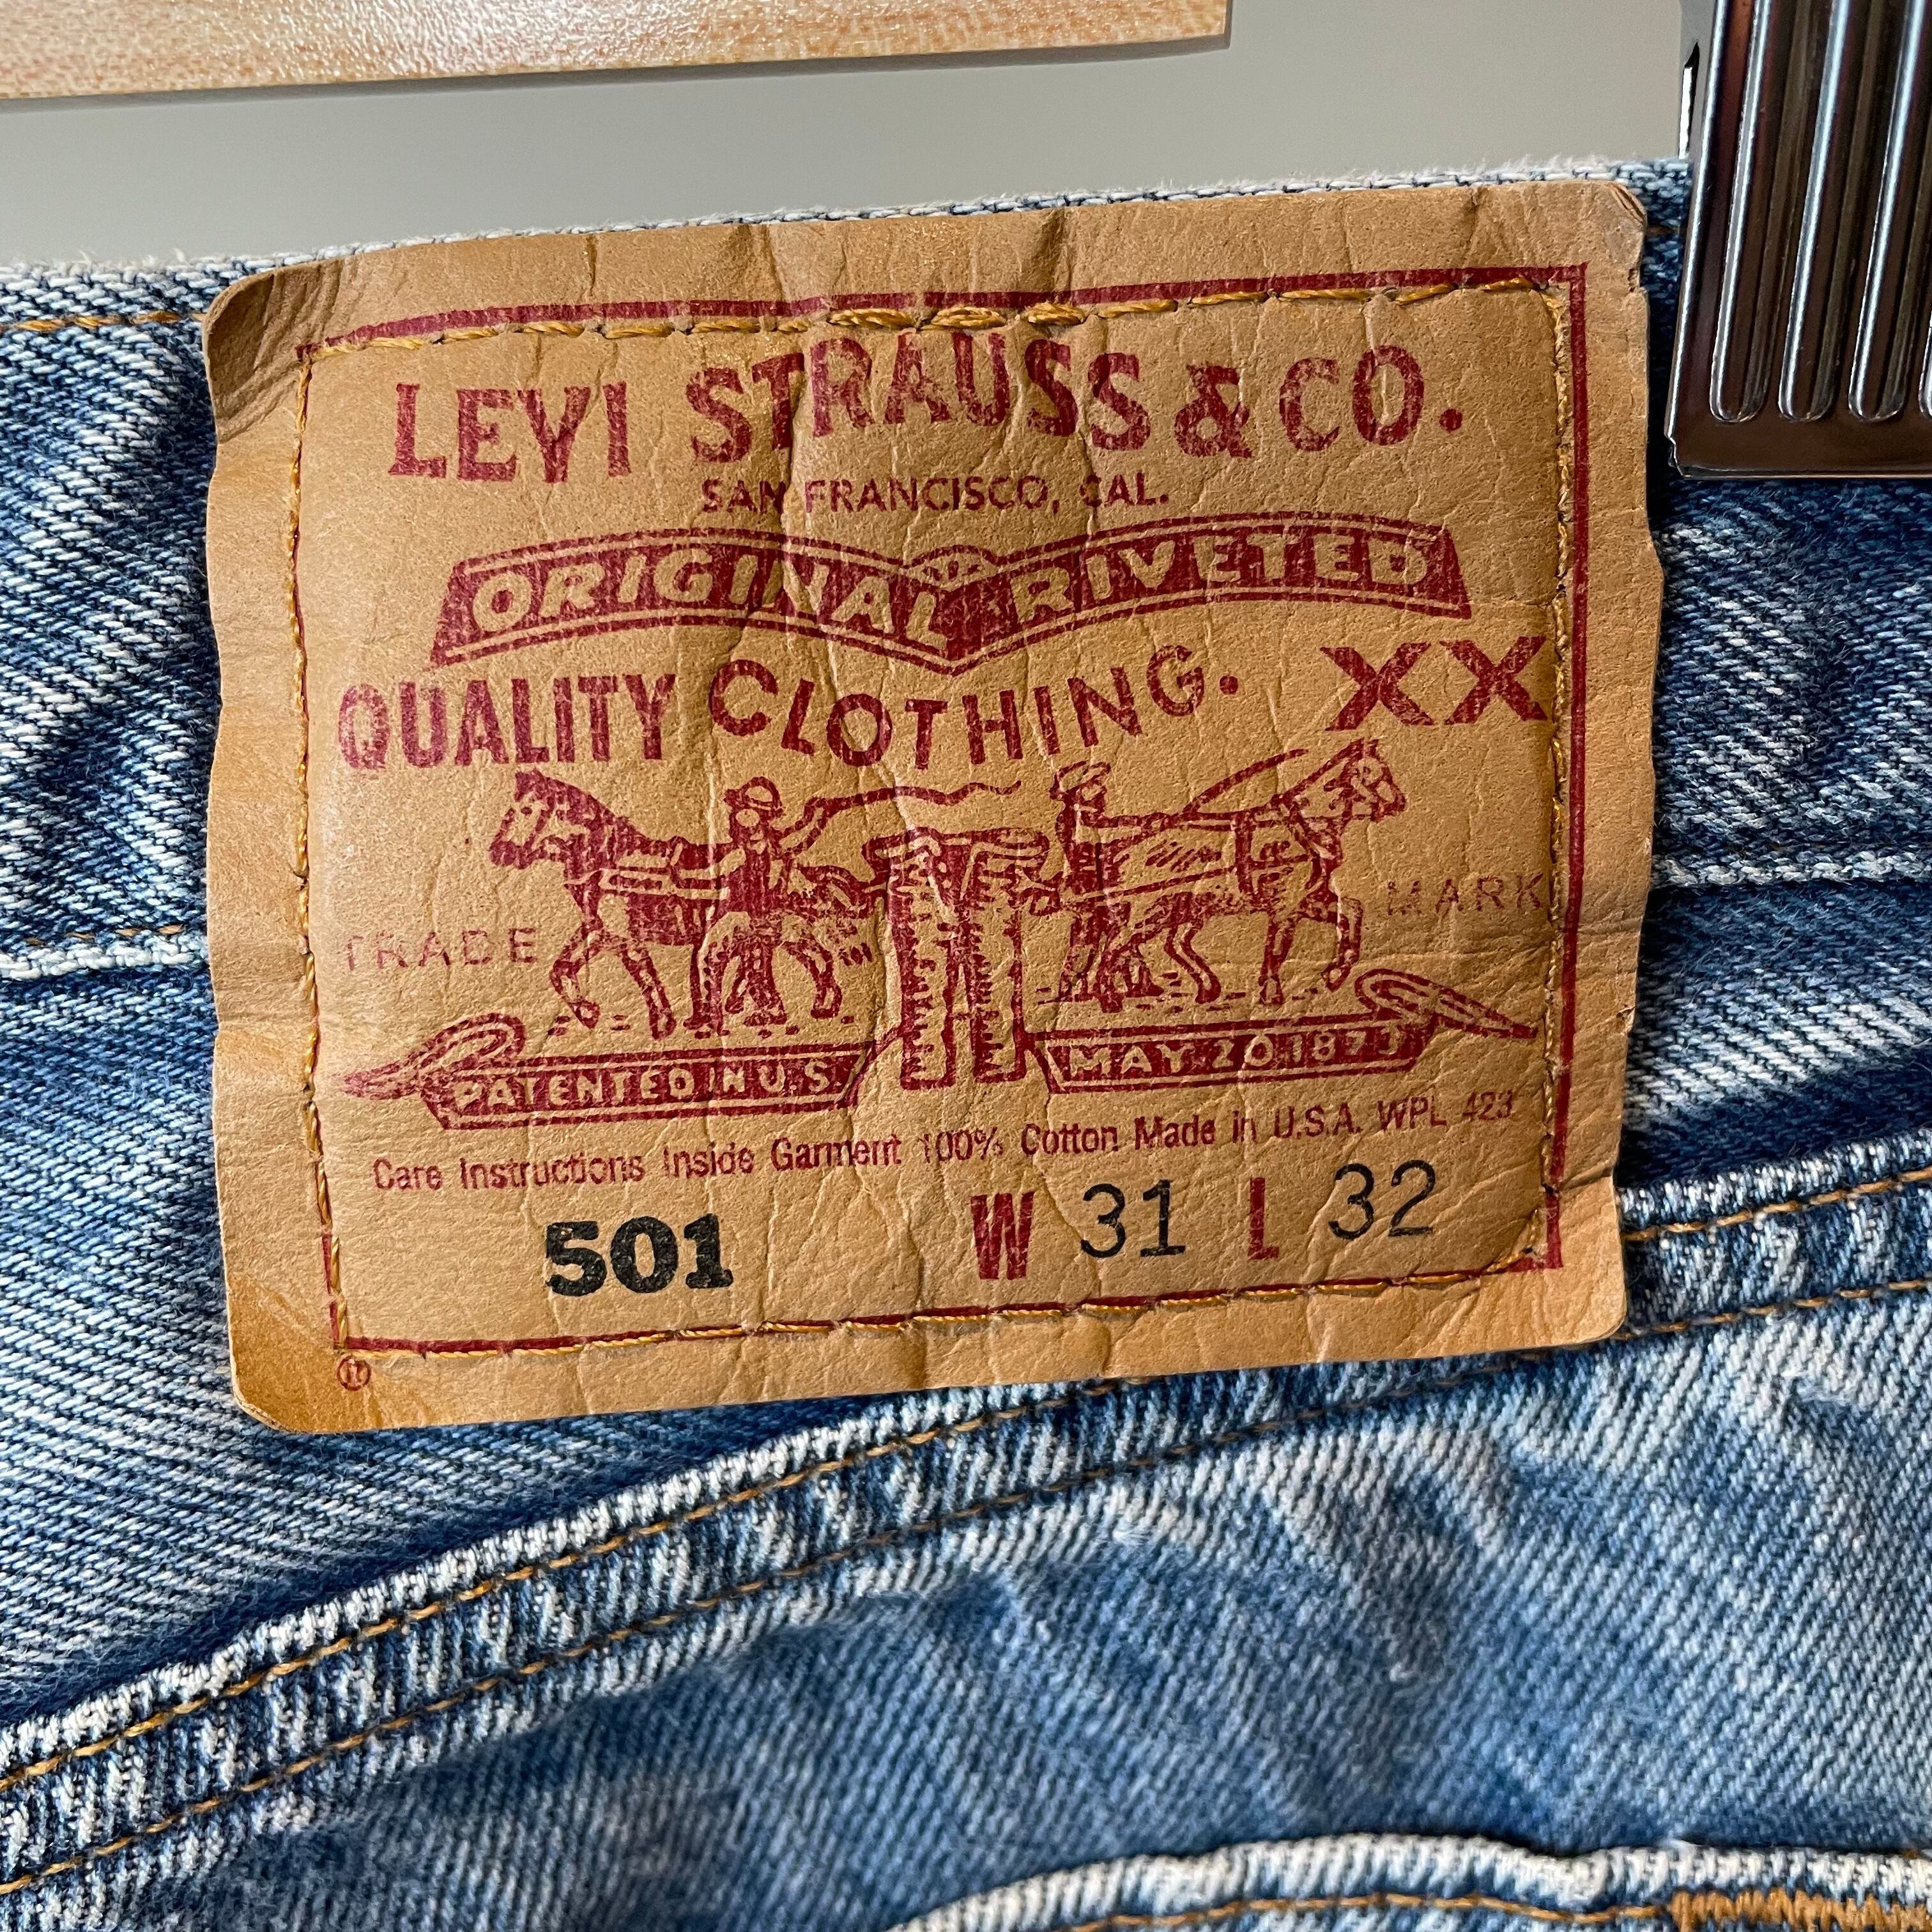 LEVI STRAUSS & CO.
SAN FRANCISCO, CAL.
ORIGINAL RIVETED
QUALITY CLOTHING. XX
TRADE MARK
PATENTED IN U.S. MAY 20 1873
Care Instructions Inside Garment 100% Cotton Made in U.S.A. WPL 423
501 W 31 L 32
®